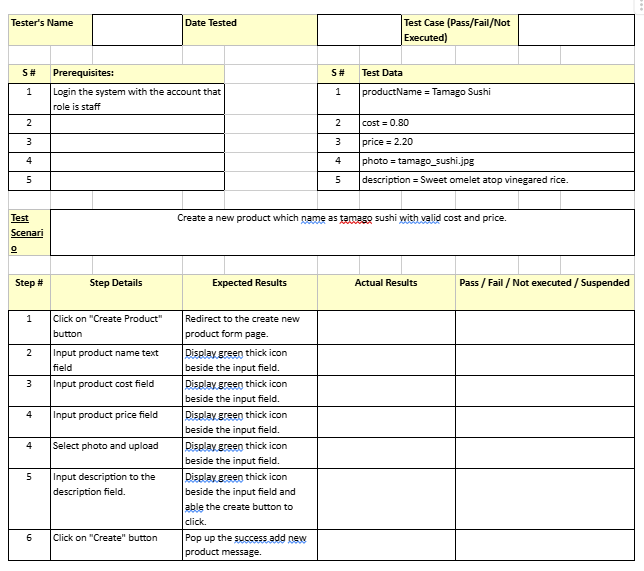 Tester's Name Date Tested Test Case (Pass/Fail/Not
Executed)
S # Prerequisites: S # Test Data
1 Login the system with the account that 1 productName = Tamago Sushi
role is staff
2 2 cost = 0.80
3 3 price = 2.20
4 4 photo = tamago_sushi.jpg
5 5 description = Sweet omelet atop vinegared rice.
Test Create a new product which name as tamago sushi with valid cost and price.
Scenari
o
Step # Step Details Expected Results Actual Results Pass / Fail / Not executed / Suspended
1 Click on "Create Product" Redirect to the create new
button product form page.
2 Input product name text Display green thick icon
field beside the input field.
3 Input product cost field Display green thick icon
beside the input field.
4 Input product price field Display green thick icon
beside the input field.
4 Select photo and upload Display green thick icon
beside the input field.
5 Input description to the Display green thick icon
description field. beside the input field and
able the create button to
click.
6 Click on "Create" button Pop up the success add new
product message.